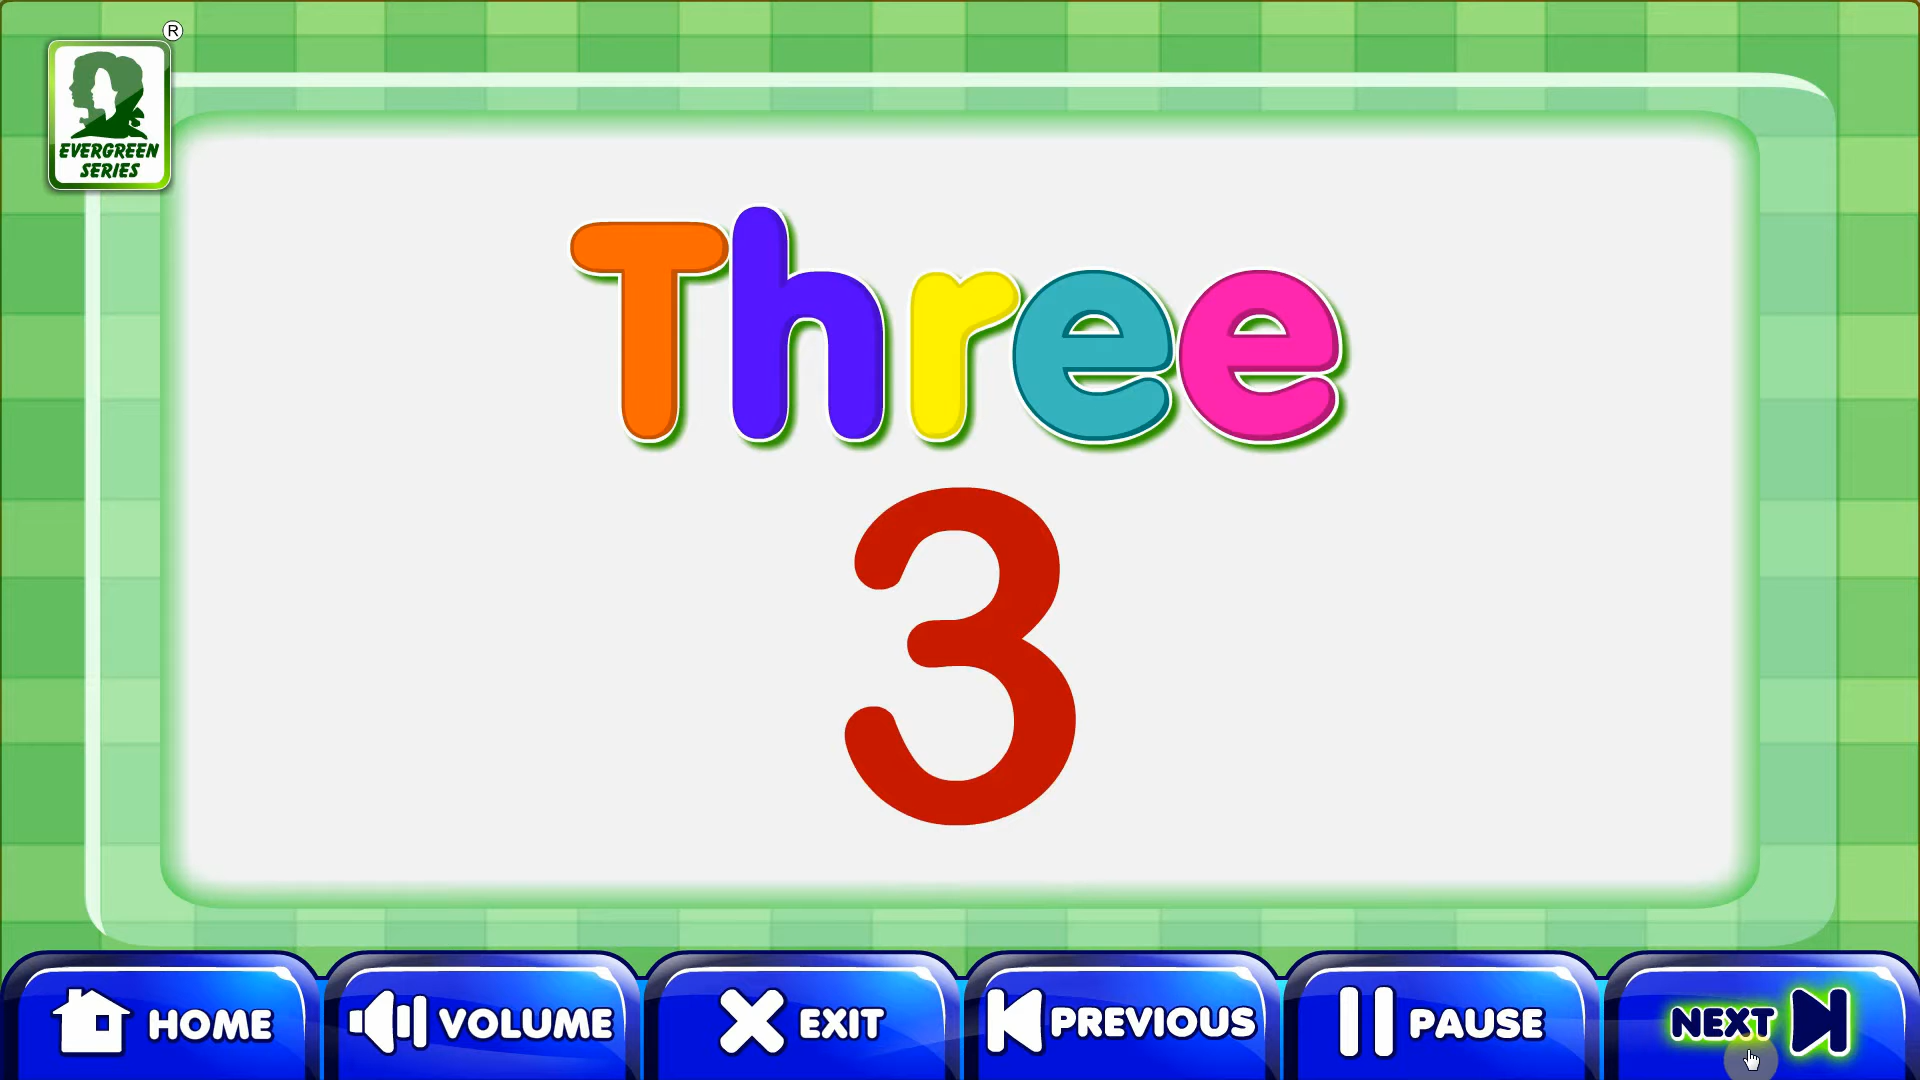 ®
EVERGREEN
SERIES
Three
3
HOME
VOLUME
EXIT
PREVIOUS
PAUSE
NEXT